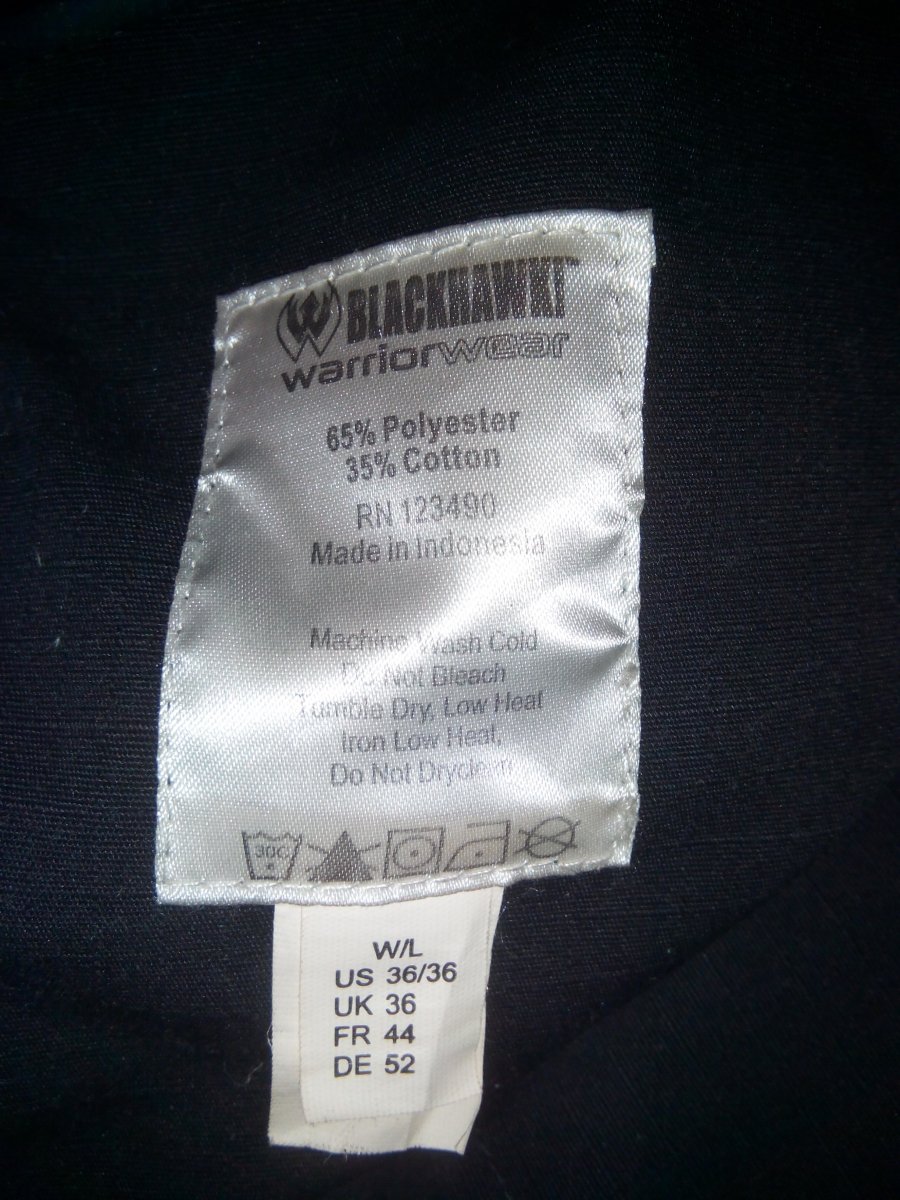 BLACKHAWK!
warriorwear
65% Polyester
35% Cotton
RN 123490
Made in Indonesia
Machine Wash Cold
Do Not Bleach
Tumble Dry, Low Heat
Iron Low Heat,
Do Not Dryclean
30C
W/L
US 36/36
UK 36
FR 44
DE 52